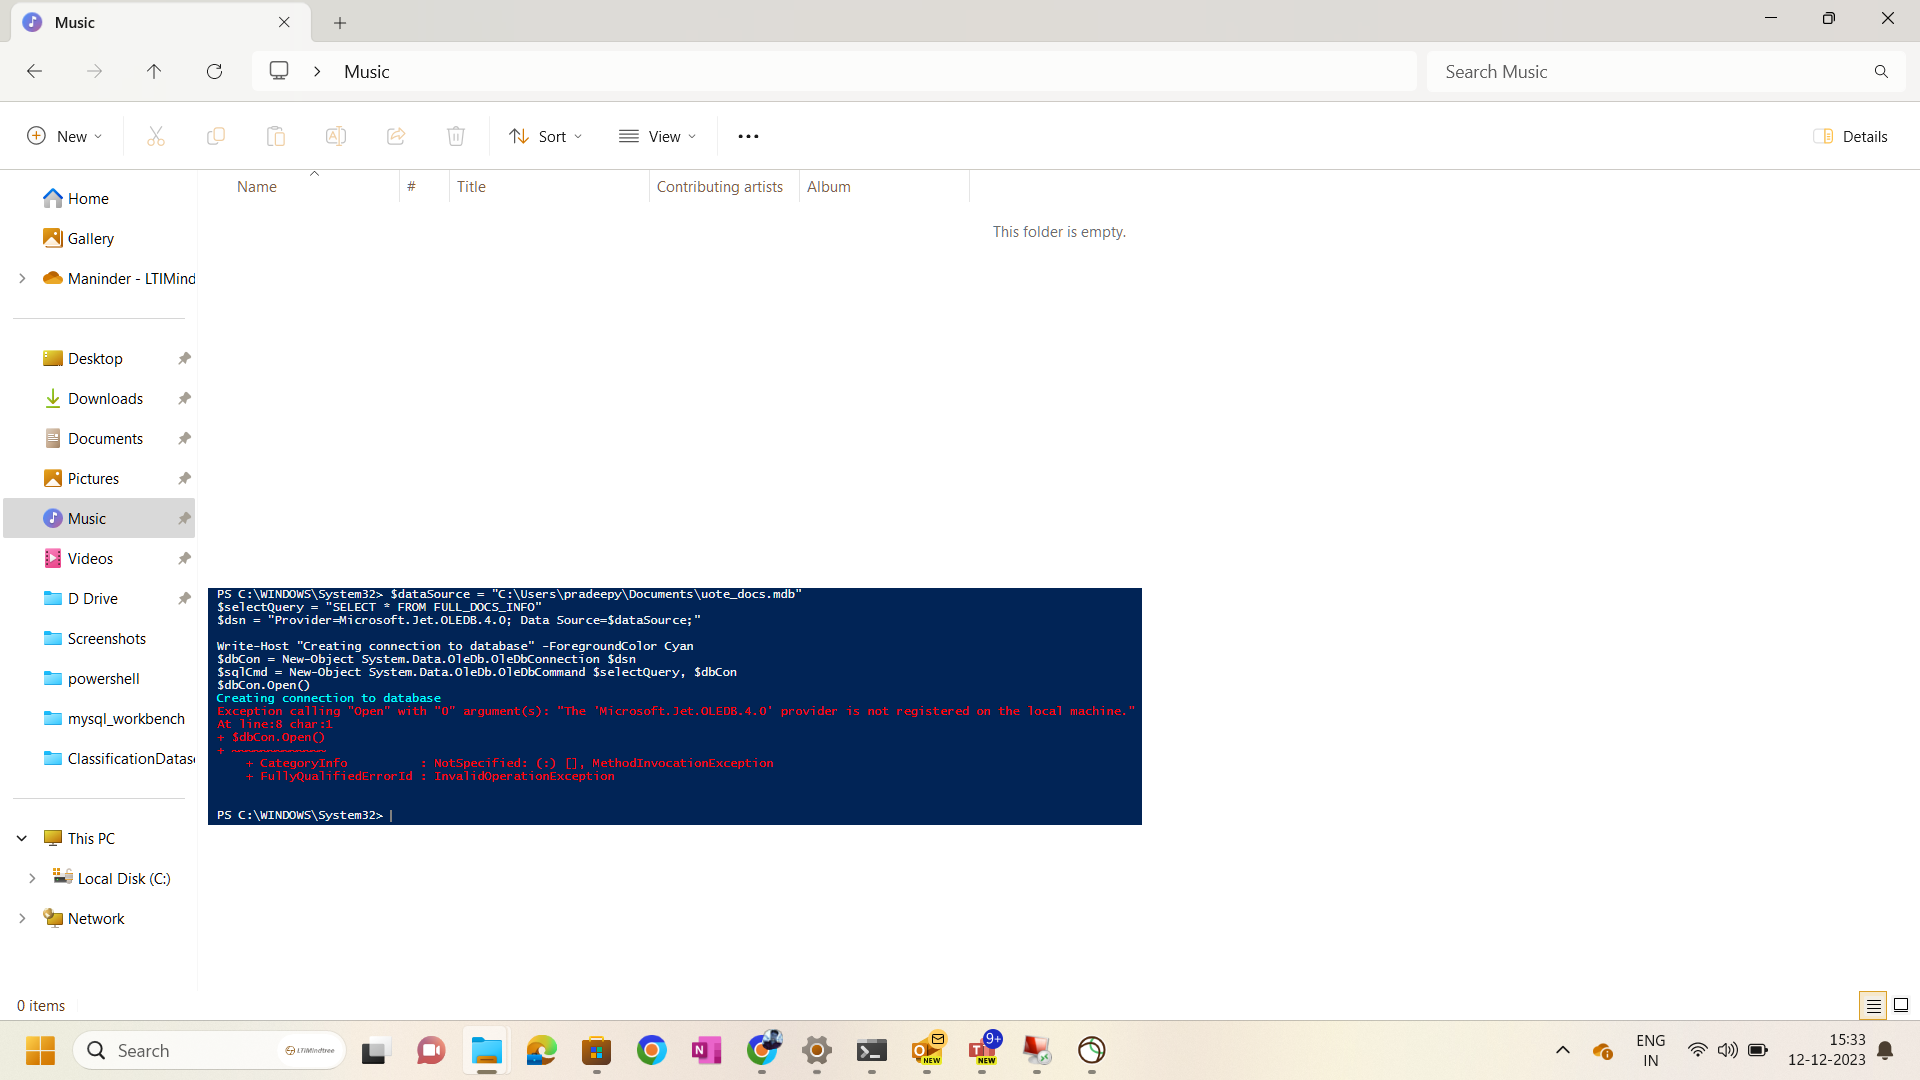 Music
Music
Search Music
New
Sort
View
Details
Name
#
Title
Contributing artists
Album
This folder is empty.
Home
Gallery
Maninder - LTIMind
Desktop
Downloads
Documents
Pictures
Music
Videos
D Drive
Screenshots
powershell
mysql_workbench
ClassificationDatase
This PC
Local Disk (C:)
Network
PS C:\WINDOWS\System32> $dataSource = "C:\Users\pradeepy\Documents\uote_docs.mdb"
$selectQuery = "SELECT * FROM FULL_DOCS_INFO"
$dsn = "Provider=Microsoft.Jet.OLEDB.4.0; Data Source=$dataSource;"
Write-Host "Creating connection to database" -ForegroundColor Cyan
$dbCon = New-Object System.Data.OleDb.OleDbConnection $dsn
$sqlCmd = New-Object System.Data.OleDb.OleDbCommand $selectQuery, $dbCon
$dbCon.Open()
Creating connection to database
Exception calling "Open" with "0" argument(s): "The 'Microsoft.Jet.OLEDB.4.0' provider is not registered on the local machine."
At line:8 char:1
+ $dbCon.Open()
+ ~~~~~~~~~~~~~
+ CategoryInfo : NotSpecified: (:) [], MethodInvocationException
+ FullyQualifiedErrorId : InvalidOperationException
PS C:\WINDOWS\System32>
0 items
Search
LTIMindtree
N
O
NEW
T
9+
NEW
ENG
IN
15:33
12-12-2023